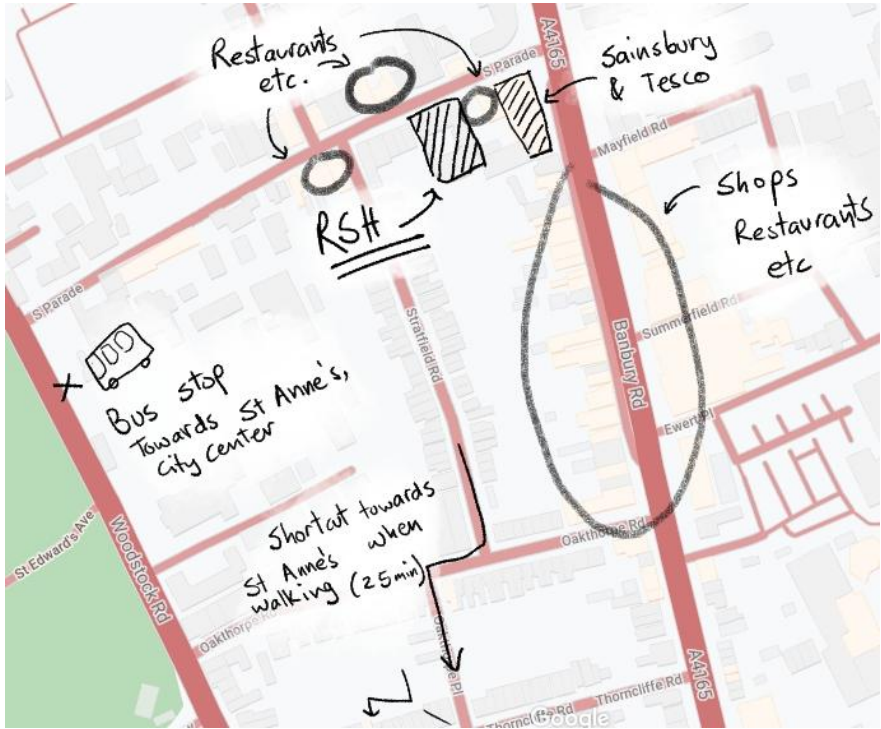 Restaurants
etc.
S Parade
A4165
Sainsbury
& Tesco
Mayfield Rd
Shops
Restaurants
etc
RSH
S Parade
Stratfield Rd
Summerfield Rd
Banbury Rd
Bus stop
Towards St Anne's,
city center
Ewert Pl
Woodstock Rd
St Edward's Ave
Shortcut towards
St Anne's when
walking (25min)
Oakthorpe Rd
Oakthorpe Rd
A4165
Thorncliffe Rd
Thorncliffe Rd
Google